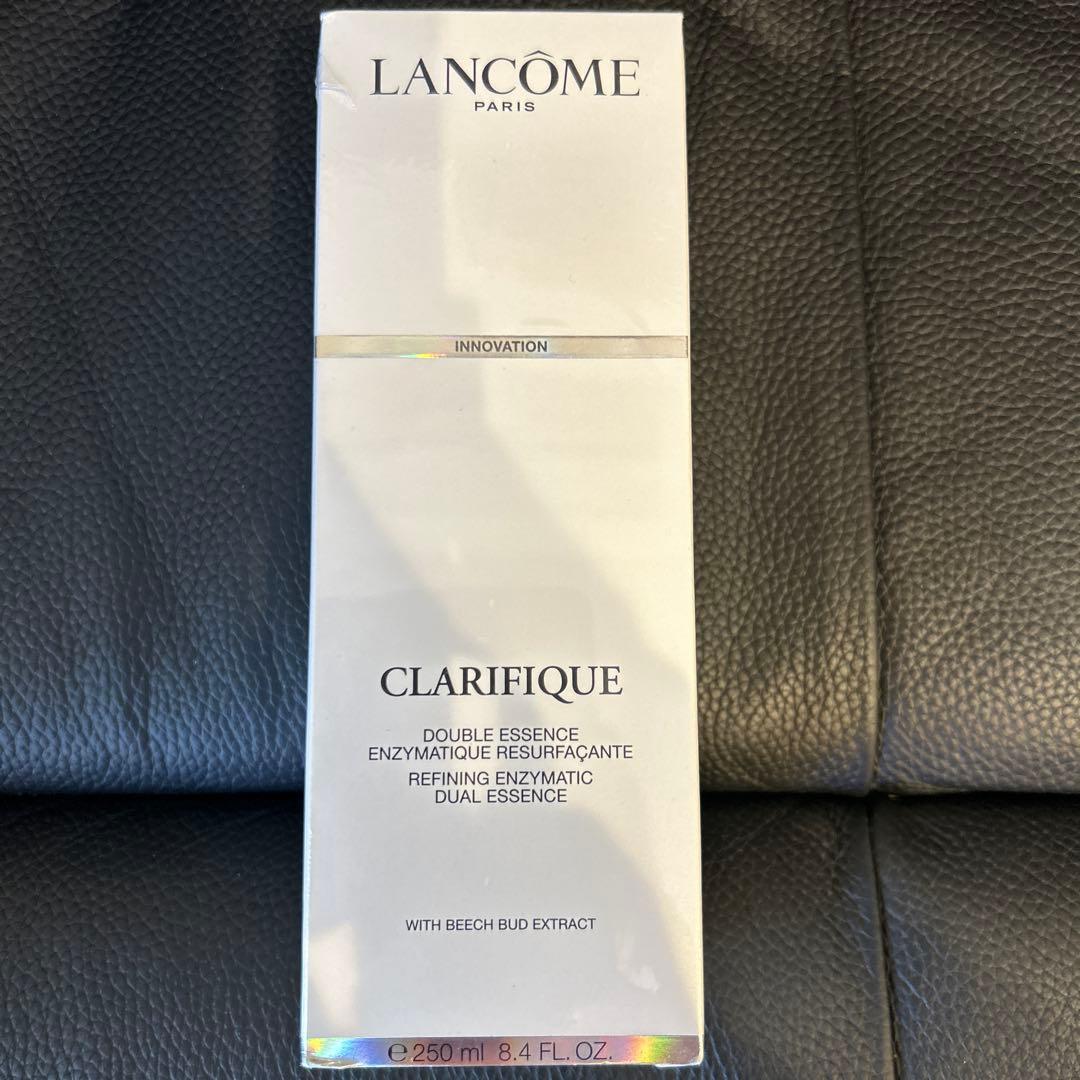 LANCÔME
PARIS
INNOVATION
CLARIFIQUE
DOUBLE ESSENCE
ENZYMATIQUE RESURFAÇANTE
REFINING ENZYMATIC
DUAL ESSENCE
WITH BEECH BUD EXTRACT
℮ 250 ml 8.4 FL. OZ.